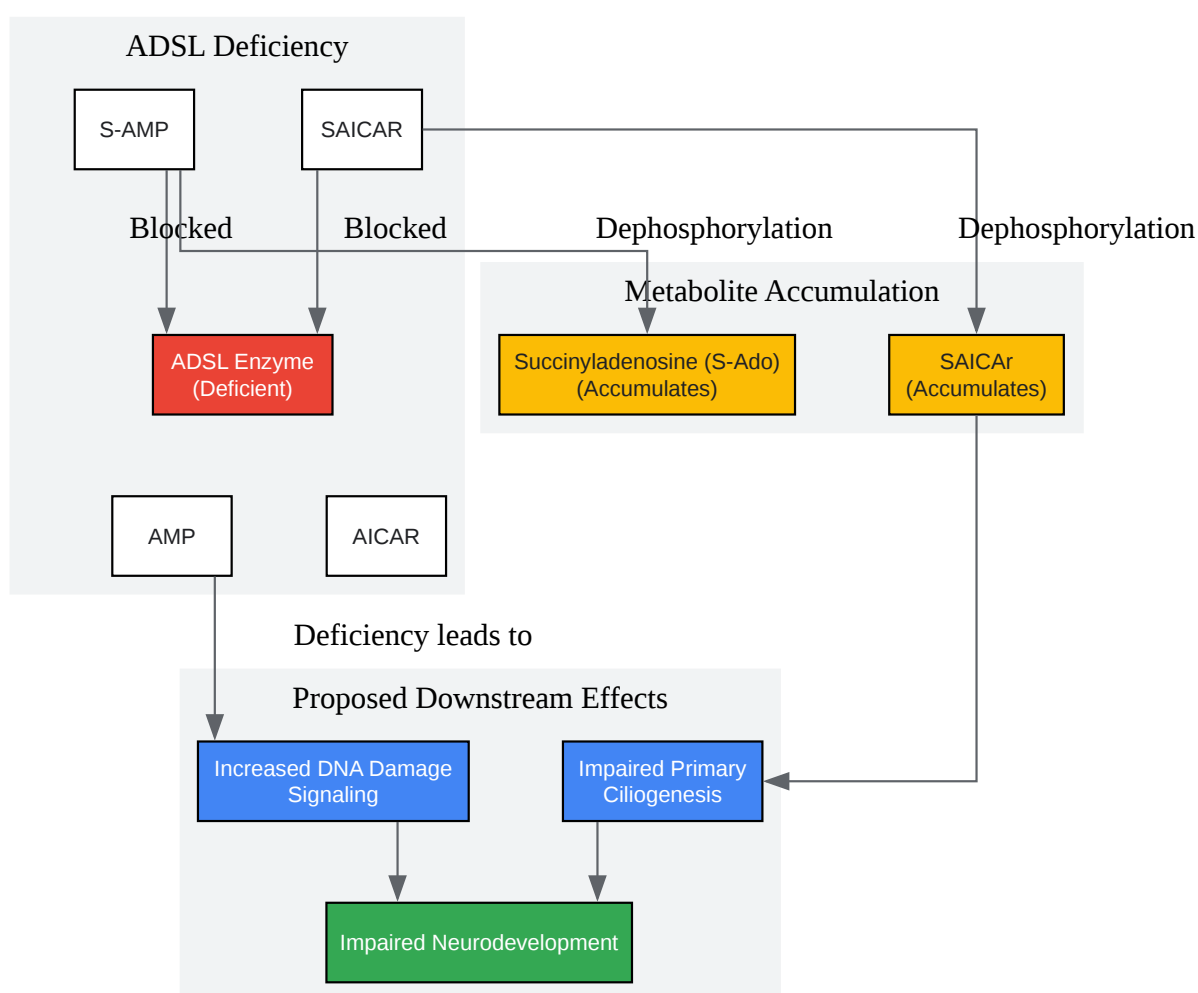 ADSL Deficiency
S-AMP
SAICAR
Blocked
Blocked
Dephosphorylation
Dephosphorylation
Metabolite Accumulation
ADSL Enzyme
(Deficient)
Succinyladenosine (S-Ado)
(Accumulates)
SAICAr
(Accumulates)
AMP
AICAR
Deficiency leads to
Proposed Downstream Effects
Increased DNA Damage
Signaling
Impaired Primary
Ciliogenesis
Impaired Neurodevelopment